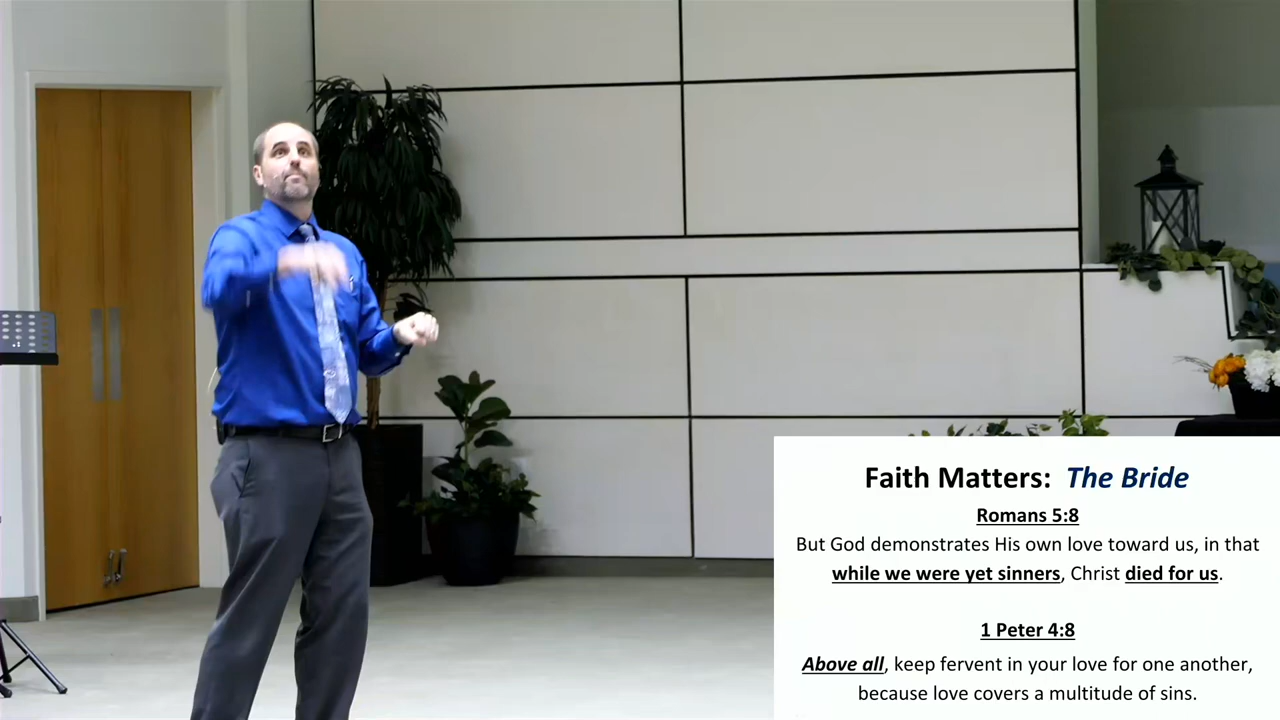 Faith Matters: The Bride
Romans 5:8
But God demonstrates His own love toward us, in that
while we were yet sinners, Christ died for us.
1 Peter 4:8
Above all, keep fervent in your love for one another,
because love covers a multitude of sins.